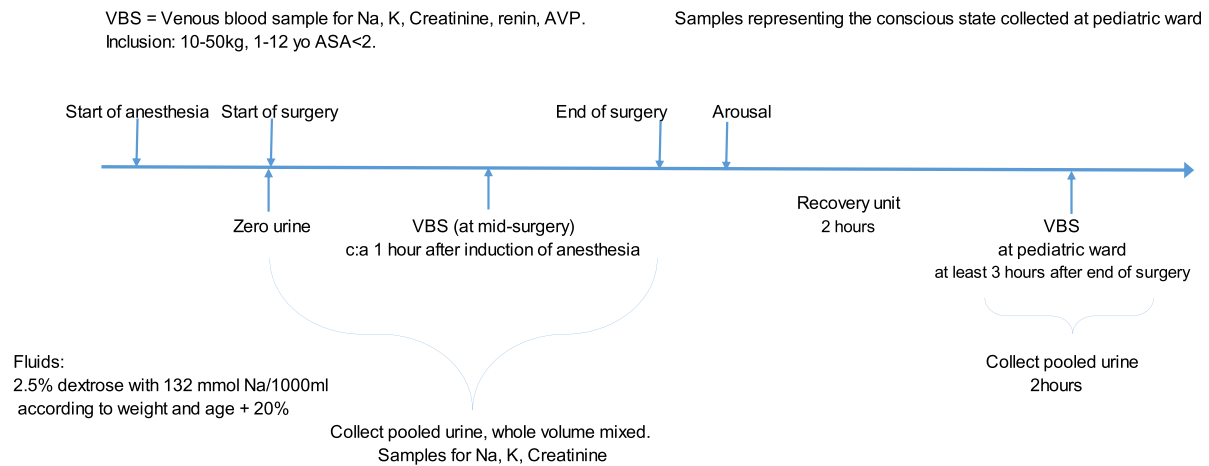 VBS = Venous blood sample for Na, K, Creatinine, renin, AVP.
Inclusion: 10-50kg, 1-12 yo ASA<2.
Samples representing the conscious state collected at pediatric ward
Start of anesthesia
Start of surgery
End of surgery
Arousal
Zero urine
VBS (at mid-surgery)
c:a 1 hour after induction of anesthesia
Recovery unit
2 hours
VBS
at pediatric ward
at least 3 hours after end of surgery
Fluids:
2.5% dextrose with 132 mmol Na/1000ml
according to weight and age + 20%
Collect pooled urine
2hours
Collect pooled urine, whole volume mixed.
Samples for Na, K, Creatinine